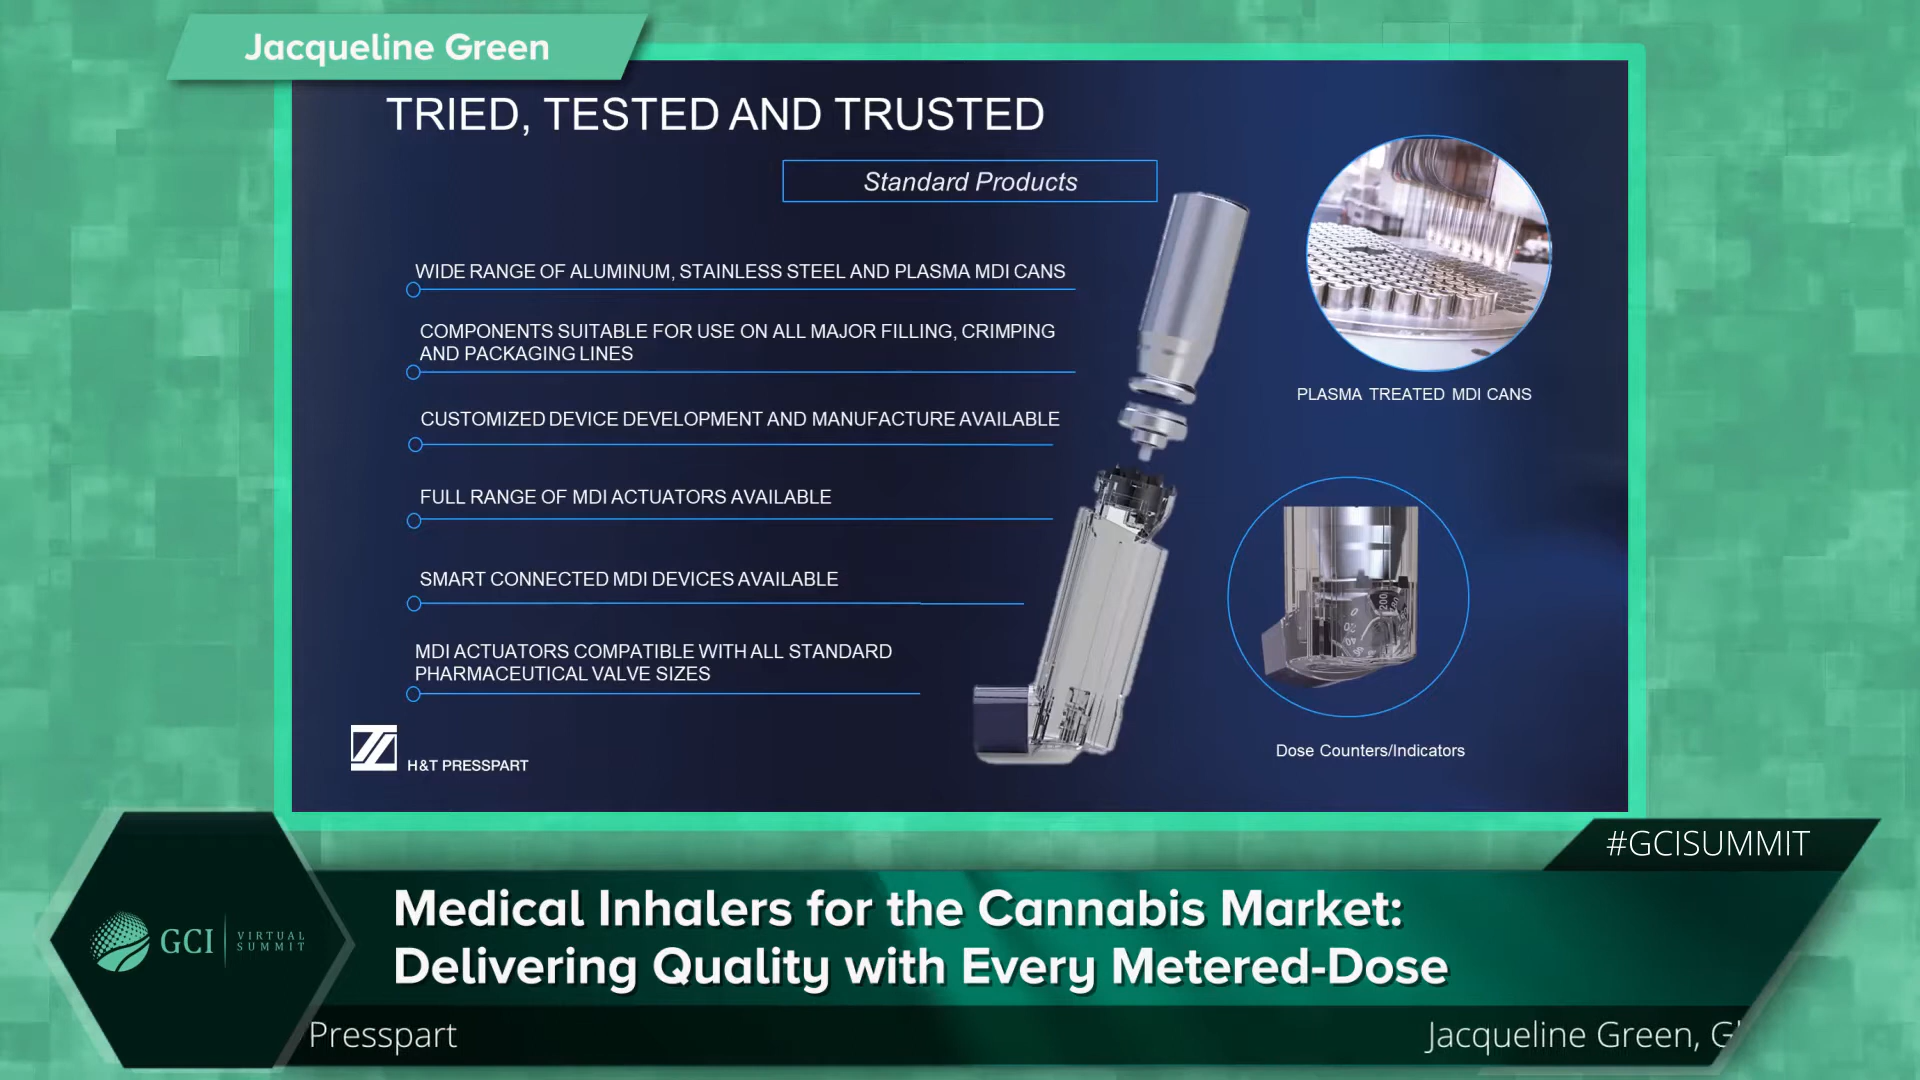 Jacqueline Green
TRIED, TESTED AND TRUSTED
Standard Products
WIDE RANGE OF ALUMINUM, STAINLESS STEEL AND PLASMA MDI CANS
COMPONENTS SUITABLE FOR USE ON ALL MAJOR FILLING, CRIMPING
AND PACKAGING LINES
CUSTOMIZED DEVICE DEVELOPMENT AND MANUFACTURE AVAILABLE
FULL RANGE OF MDI ACTUATORS AVAILABLE
SMART CONNECTED MDI DEVICES AVAILABLE
MDI ACTUATORS COMPATIBLE WITH ALL STANDARD
PHARMACEUTICAL VALVE SIZES
H&T PRESSPART
PLASMA TREATED MDI CANS
200
Dose Counters/Indicators
#GCISUMMIT
Medical Inhalers for the Cannabis Market:
Delivering Quality with Every Metered-Dose
GCI
VIRTUAL
SUMMIT
Presspart
Jacqueline Green, G